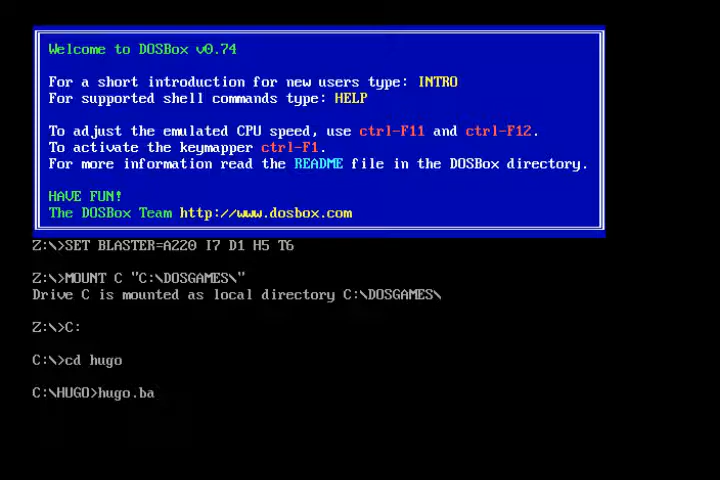 Welcome to DOSBox v0.74
For a short introduction for new users type: INTRO
For supported shell commands type: HELP
To adjust the emulated CPU speed, use ctrl-F11 and ctrl-F12.
To activate the keymapper ctrl-F1.
For more information read the README file in the DOSBox directory.
HAVE FUN!
The DOSBox Team http://www.dosbox.com
Z:\>SET BLASTER=A220 I7 D1 H5 T6
Z:\>MOUNT C "C:\DOSGAMES\"
Drive C is mounted as local directory C:\DOSGAMES\
Z:\>C:
C:\>cd hugo
C:\HUGO>hugo.ba